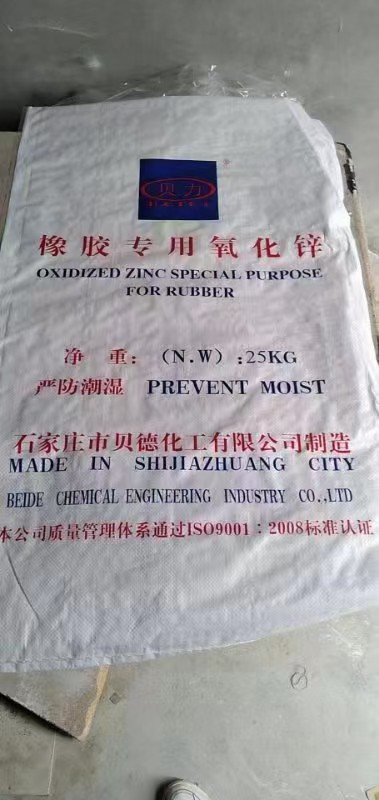 贝力
橡胶专用氧化锌
OXIDIZED ZINC SPECIAL PURPOSE
FOR RUBBER
净 重：（N.W）:25KG
严防潮湿 PREVENT MOIST
石家庄市贝德化工有限公司制造
MADE IN SHIJIAZHUANG CITY
BEIDE CHEMICAL ENGINEERING INDUSTRY CO.,LTD
本公司质量管理体系通过ISO9001：2008标准认证